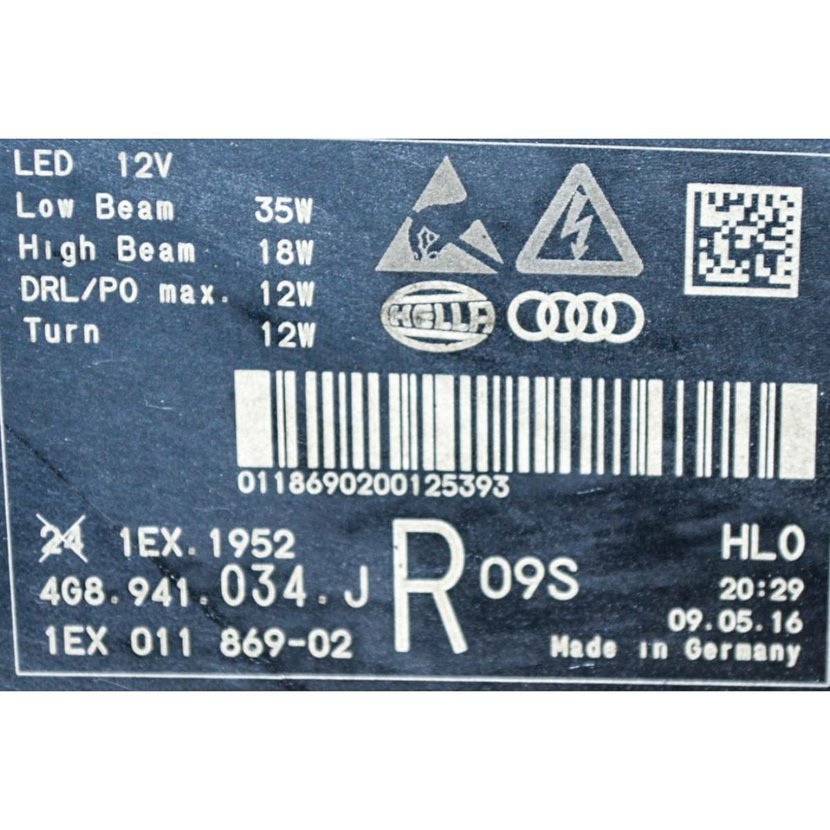 LED 12V
Low Beam 35W
High Beam 18W
DRL/PO max. 12W
Turn 12W
HELLA
0118690200125393
24 1EX.1952
4G8.941.034.J
1EX 011 869-02
R
09S
HLO
20:29
09.05.16
Made in Germany